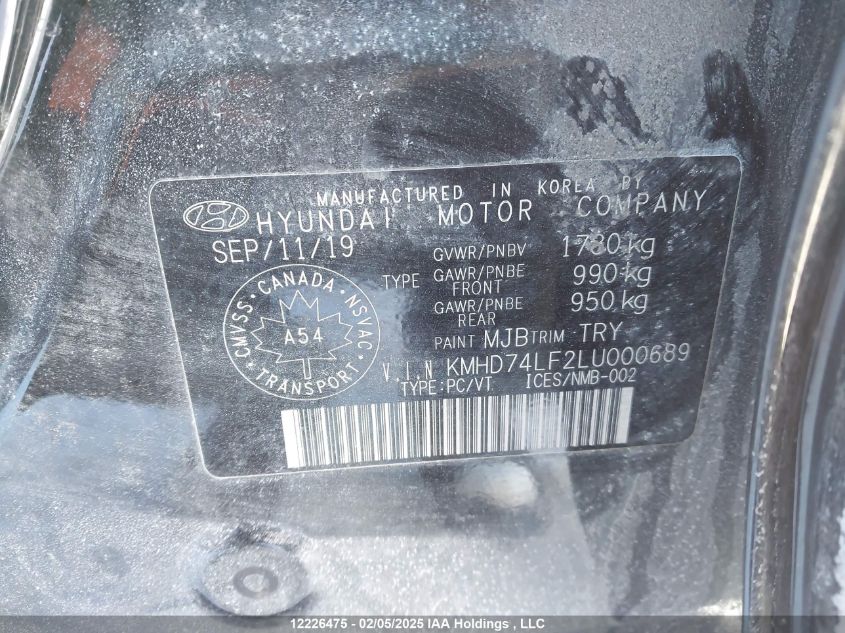 MANUFACTURED IN KOREA BY
HYUNDAI MOTOR COMPANY
SEP/11/19
GVWR/PNBV 1730 kg
TYPE GAWR/PNBE FRONT 990 kg
GAWR/PNBE REAR 950 kg
PAINT MJB TRIM TRY
V.I.N KMHD74LF2LU000689
TYPE:PC/VT ICES/NMB-002
CMVSS · CANADA · NSVAC
A54
TRANSPORT
12226475 - 02/05/2025 IAA Holdings , LLC